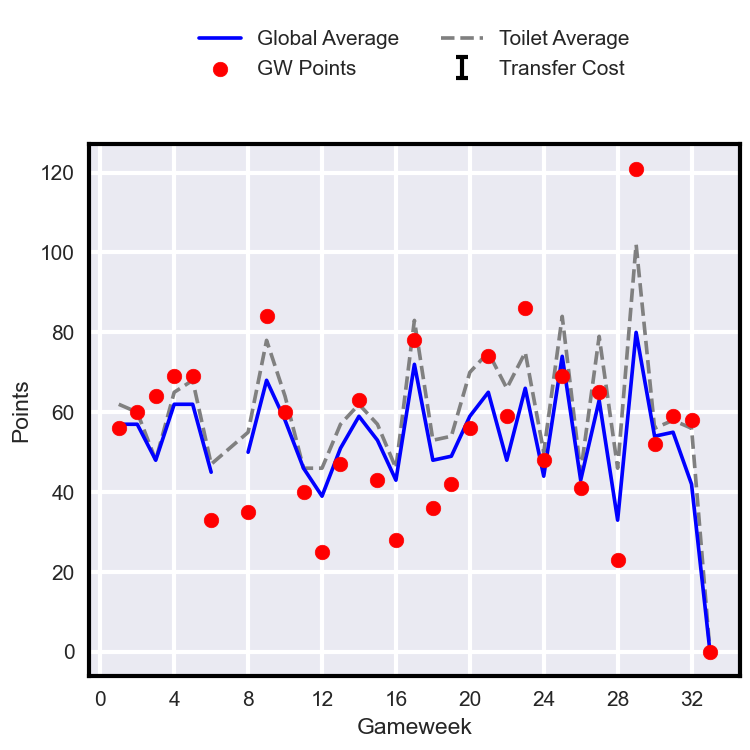 Global Average
Toilet Average
GW Points
Transfer Cost
120
100
80
60
40
20
0
Points
0 4 8 12 16 20 24 28 32
Gameweek